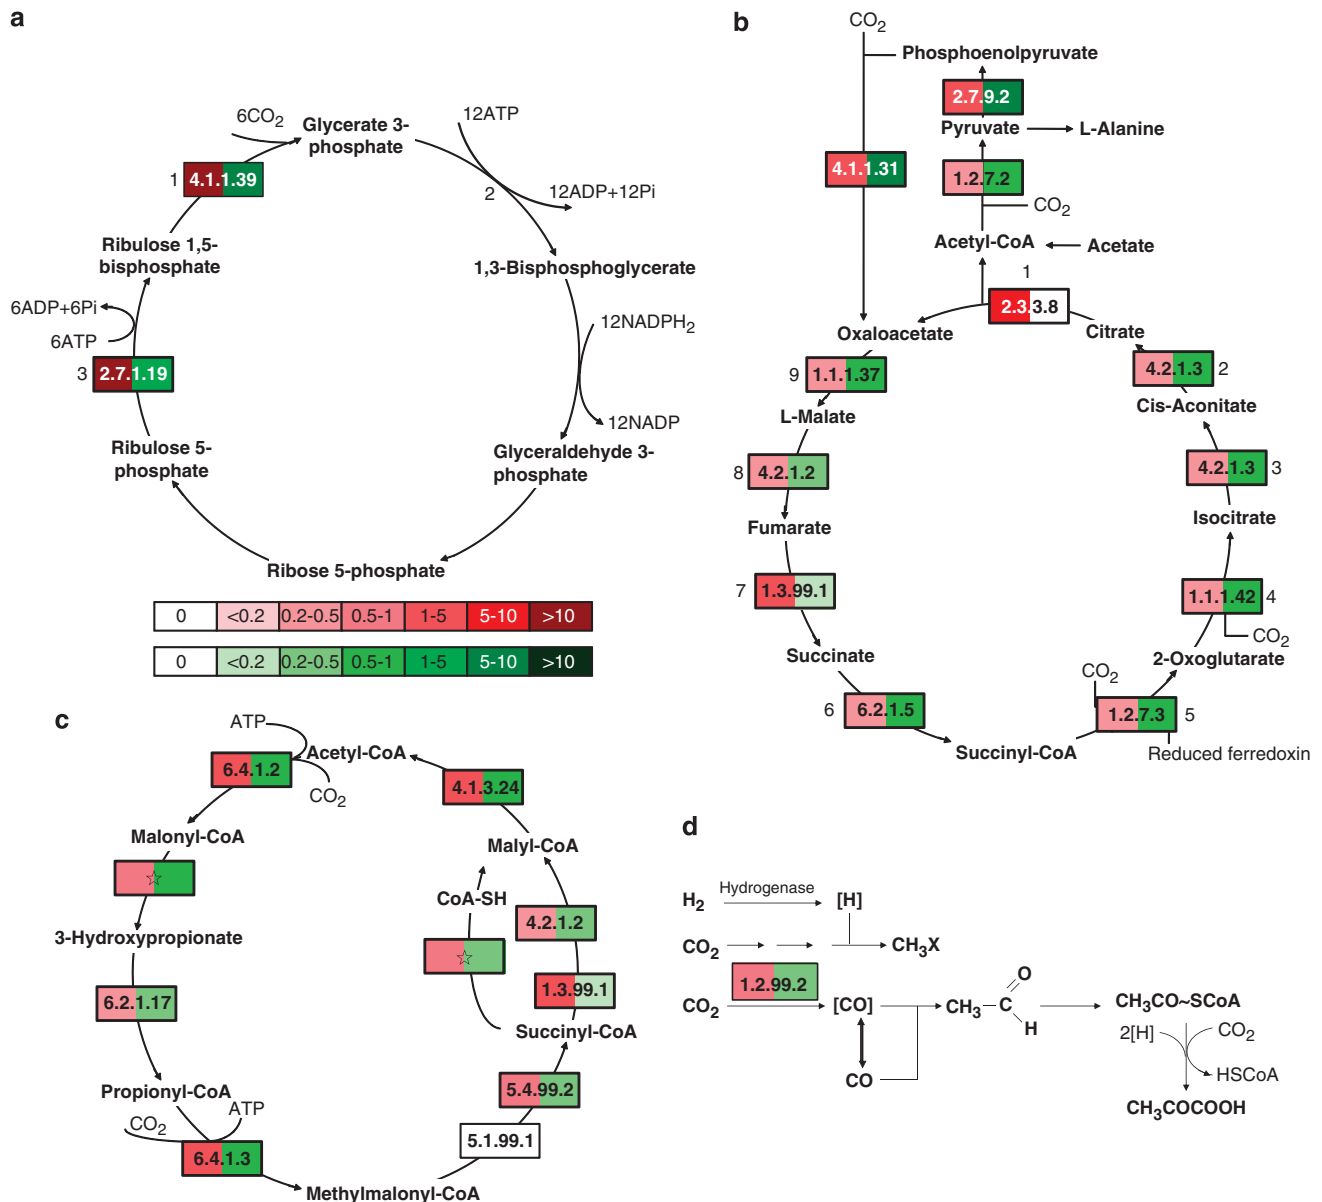 a
6CO2
Glycerate 3-
phosphate
12ATP
1 4.1.1.39
2
12ADP+12Pi
Ribulose 1,5-
bisphosphate
1,3-Bisphosphoglycerate
6ADP+6Pi
6ATP
12NADPH2
3 2.7.1.19
12NADP
Ribulose 5-
phosphate
Glyceraldehyde 3-
phosphate
Ribose 5-phosphate
0 <0.2 0.2-0.5 0.5-1 1-5 5-10 >10
0 <0.2 0.2-0.5 0.5-1 1-5 5-10 >10
b
CO2
Phosphoenolpyruvate
2.7.9.2
Pyruvate
L-Alanine
4.1.1.31
1.2.7.2
CO2
Acetyl-CoA
Acetate
1
2.3.3.8
Oxaloacetate
Citrate
9 1.1.1.37
4.2.1.3 2
L-Malate
Cis-Aconitate
8 4.2.1.2
4.2.1.3 3
Fumarate
Isocitrate
7 1.3.99.1
1.1.1.42 4
CO2
Succinate
2-Oxoglutarate
CO2
6 6.2.1.5
1.2.7.3 5
Succinyl-CoA
Reduced ferredoxin
c
ATP
Acetyl-CoA
6.4.1.2
CO2
4.1.3.24
Malonyl-CoA
Malyl-CoA
☆
CoA-SH
4.2.1.2
3-Hydroxypropionate
☆
6.2.1.17
1.3.99.1
Succinyl-CoA
Propionyl-CoA
5.4.99.2
CO2
ATP
5.1.99.1
6.4.1.3
Methylmalonyl-CoA
d
H2
Hydrogenase
[H]
CO2
CH3X
1.2.99.2
CO2
[CO]
CH3
C
O
H
CH3CO~SCoA
2[H]
CO2
CO
HSCoA
CH3COCOOH